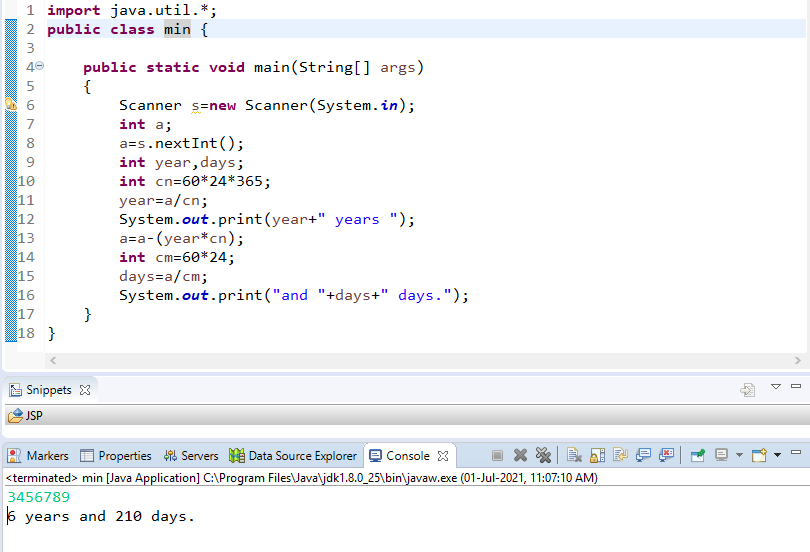 1 import java.util.*;
2 public class min {
3
4 public static void main(String[] args)
5 {
6 Scanner s=new Scanner(System.in);
7 int a;
8 a=s.nextInt();
9 int year,days;
10 int cn=60*24*365;
11 year=a/cn;
12 System.out.print(year+" years ");
13 a=a-(year*cn);
14 int cm=60*24;
15 days=a/cm;
16 System.out.print("and "+days+" days.");
17 }
18 }
Snippets
JSP
Markers Properties Servers Data Source Explorer Console
<terminated> min [Java Application] C:\Program Files\Java\jdk1.8.0_25\bin\javaw.exe (01-Jul-2021, 11:07:10 AM)
3456789
6 years and 210 days.